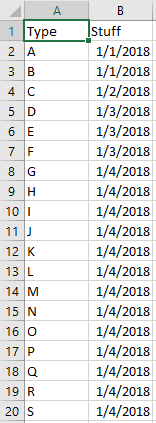 A B
1 Type Stuff
2 A 1/1/2018
3 B 1/1/2018
4 C 1/2/2018
5 D 1/3/2018
6 E 1/3/2018
7 F 1/3/2018
8 G 1/4/2018
9 H 1/4/2018
10 I 1/4/2018
11 J 1/4/2018
12 K 1/4/2018
13 L 1/4/2018
14 M 1/4/2018
15 N 1/4/2018
16 O 1/4/2018
17 P 1/4/2018
18 Q 1/4/2018
19 R 1/4/2018
20 S 1/4/2018